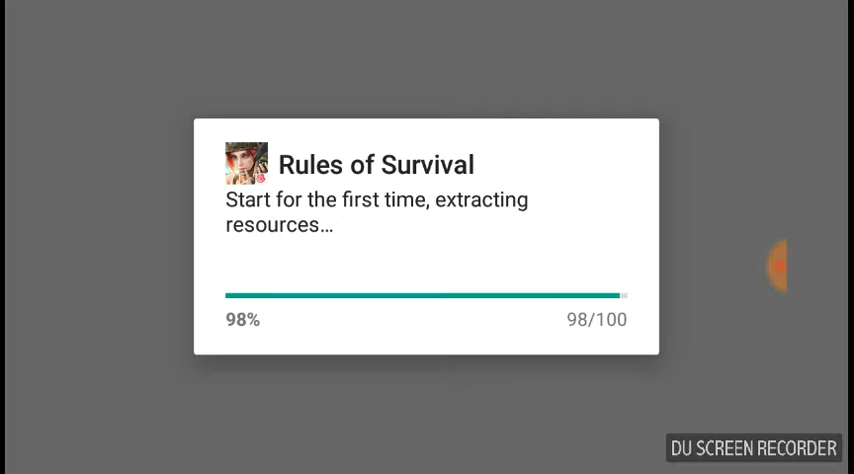 Rules of Survival
Start for the first time, extracting
resources...
98%
98/100
DU SCREEN RECORDER